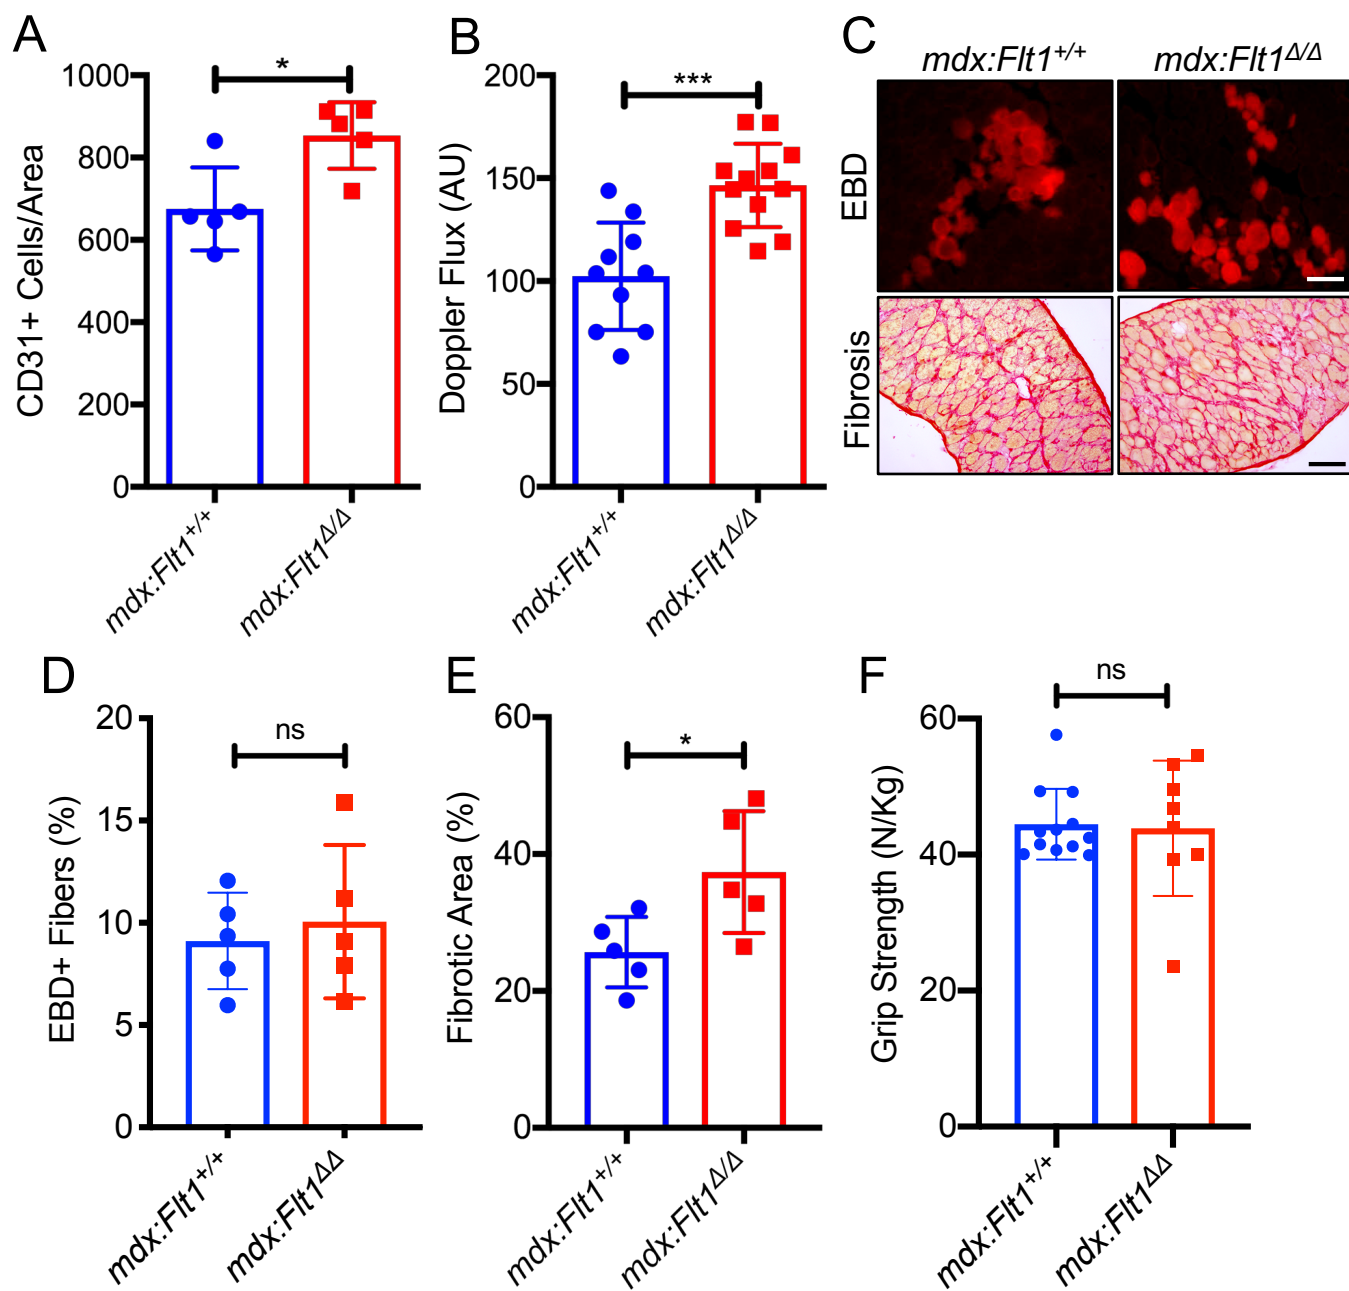 A
CD31+ Cells/Area
1000
800
600
400
200
0
*
mdx:Flt1+/+
mdx:Flt1Δ/Δ
B
Doppler Flux (AU)
200
150
100
50
0
***
mdx:Flt1+/+
mdx:Flt1Δ/Δ
C
mdx:Flt1+/+
mdx:Flt1Δ/Δ
EBD
Fibrosis
D
EBD+ Fibers (%)
20
15
10
5
0
ns
mdx:Flt1+/+
mdx:Flt1ΔΔ
E
Fibrotic Area (%)
60
40
20
0
*
mdx:Flt1+/+
mdx:Flt1Δ/Δ
F
Grip Strength (N/Kg)
60
40
20
0
ns
mdx:Flt1+/+
mdx:Flt1ΔΔ